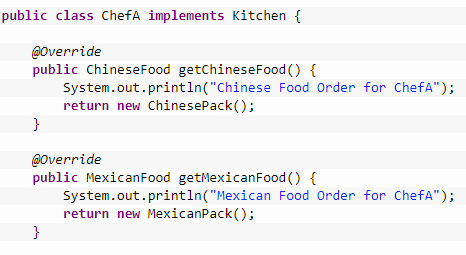 public class ChefA implements Kitchen {
@Override
public ChineseFood getChineseFood() {
System.out.println("Chinese Food Order for ChefA");
return new ChinesePack();
}
@Override
public MexicanFood getMexicanFood() {
System.out.println("Mexican Food Order for ChefA");
return new MexicanPack();
}